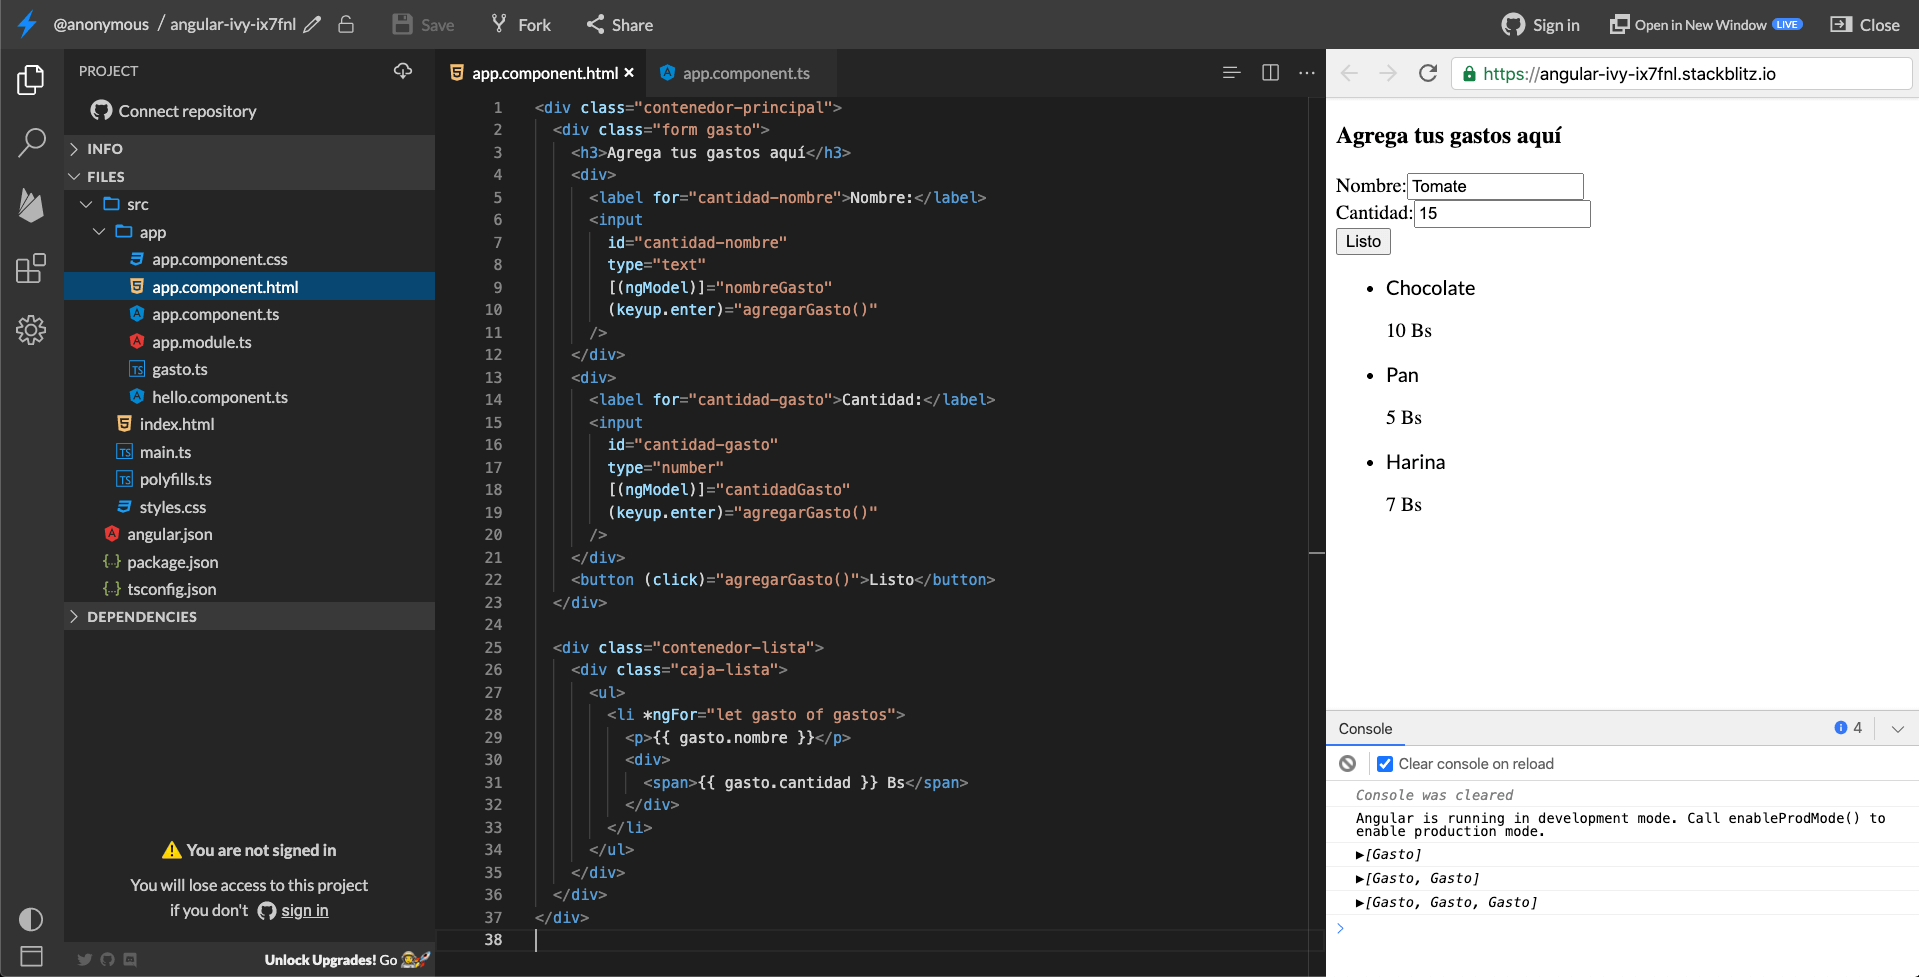 @anonymous / angular-ivy-ix7fnl
Save
Fork
Share
Sign in
Open in New Window LIVE
Close
PROJECT
Connect repository
INFO
FILES
src
app
app.component.css
app.component.html
app.component.ts
app.module.ts
TS gasto.ts
hello.component.ts
index.html
TS main.ts
TS polyfills.ts
styles.css
angular.json
package.json
tsconfig.json
DEPENDENCIES
You are not signed in
You will lose access to this project
if you don't sign in
Unlock Upgrades! Go
app.component.html
app.component.ts
1 <div class="contenedor-principal">
2 <div class="form gasto">
3 <h3>Agrega tus gastos aquí</h3>
4 <div>
5 <label for="cantidad-nombre">Nombre:</label>
6 <input
7 id="cantidad-nombre"
8 type="text"
9 [(ngModel)]="nombreGasto"
10 (keyup.enter)="agregarGasto()"
11 />
12 </div>
13 <div>
14 <label for="cantidad-gasto">Cantidad:</label>
15 <input
16 id="cantidad-gasto"
17 type="number"
18 [(ngModel)]="cantidadGasto"
19 (keyup.enter)="agregarGasto()"
20 />
21 </div>
22 <button (click)="agregarGasto()">Listo</button>
23 </div>
24
25 <div class="contenedor-lista">
26 <div class="caja-lista">
27 <ul>
28 <li *ngFor="let gasto of gastos">
29 <p>{{ gasto.nombre }}</p>
30 <div>
31 <span>{{ gasto.cantidad }} Bs</span>
32 </div>
33 </li>
34 </ul>
35 </div>
36 </div>
37 </div>
38
https://angular-ivy-ix7fnl.stackblitz.io
Agrega tus gastos aquí
Nombre: Tomate
Cantidad: 15
Listo
• Chocolate
10 Bs
• Pan
5 Bs
• Harina
7 Bs
Console
4
Clear console on reload
Console was cleared
Angular is running in development mode. Call enableProdMode() to
enable production mode.
▶[Gasto]
▶[Gasto, Gasto]
▶[Gasto, Gasto, Gasto]